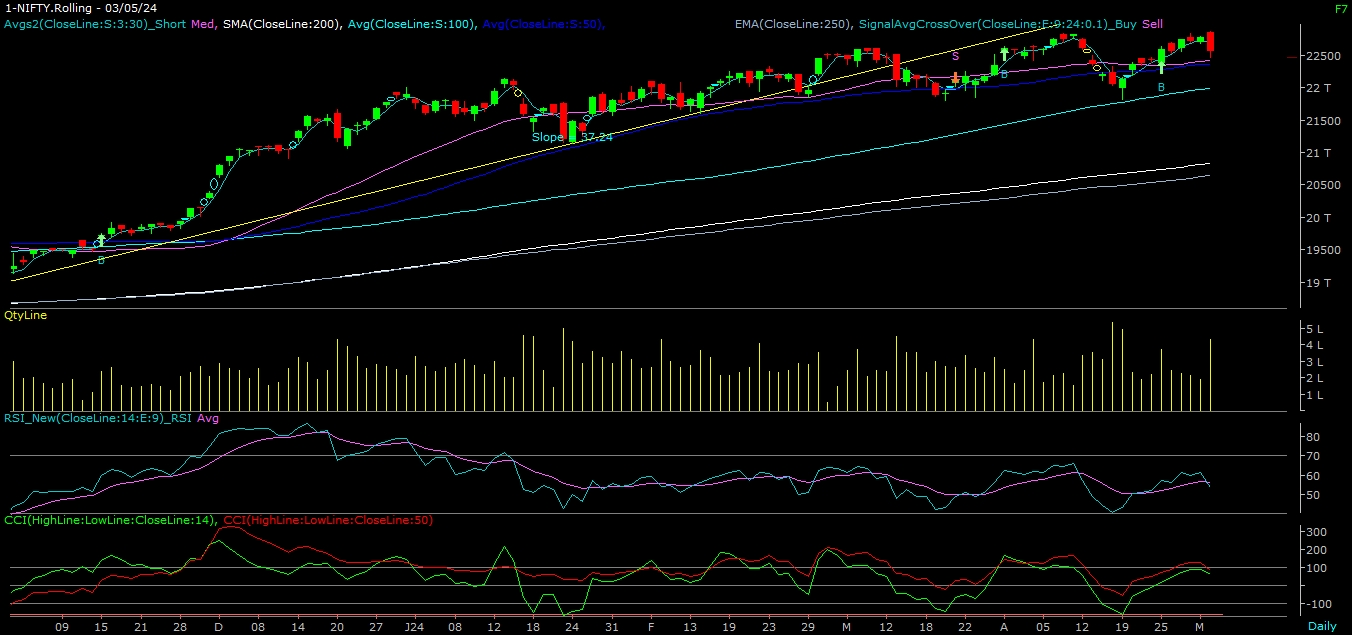 1-NIFTY.Rolling - 03/05/24
F7
Avgs2(CloseLine:S:3:30)_Short Med, SMA(CloseLine:200), Avg(CloseLine:S:100), Avg(CloseLine:S:50), EMA(CloseLine:250), SignalAvgCrossOver(CloseLine:E:9:24:0.1)_Buy Sell
22500
22 T
21500
21 T
20500
20 T
19500
19 T
S
B
B
B
Slope = 37.24
QtyLine
5 L
4 L
3 L
2 L
1 L
RSI_New(CloseLine:14:E:9)_RSI Avg
80
70
60
50
CCI(HighLine:LowLine:CloseLine:14), CCI(HighLine:LowLine:CloseLine:50)
300
200
100
-100
09 15 21 28 D 08 14 20 27 J24 08 12 18 24 31 F 13 19 23 29 M 12 18 22 A 05 12 19 25 M
Daily